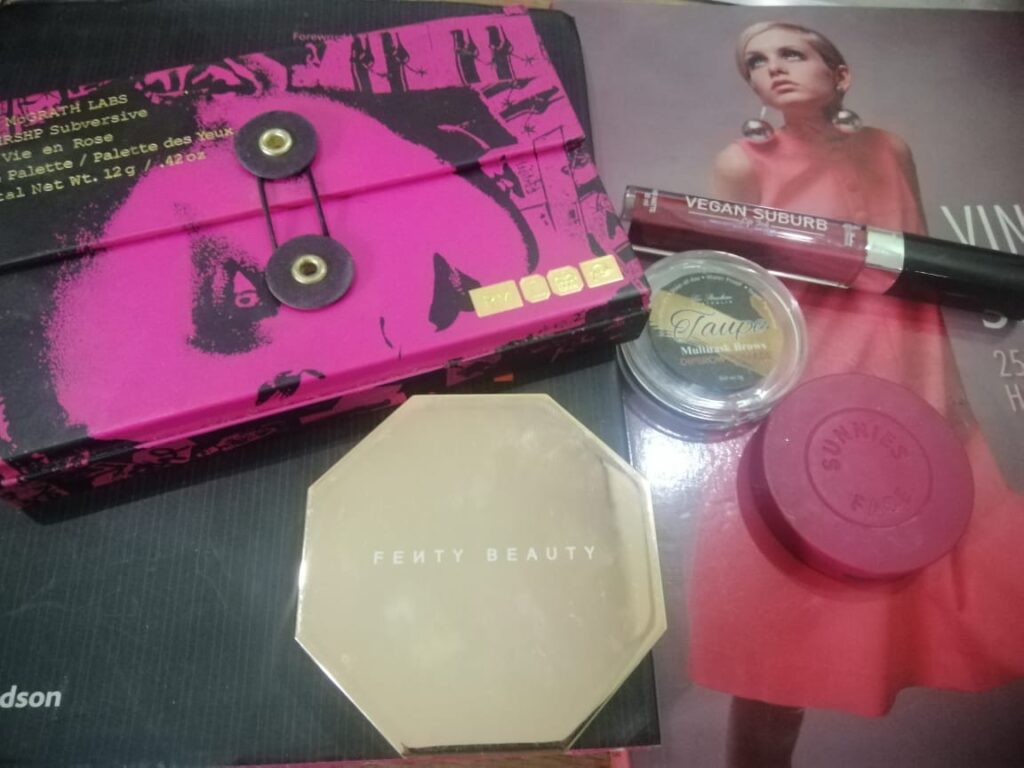 Forewo
McGRATH LABS
RSHP Subversive
Vie en Rose
Palette / Palette des Yeux
tal Net Wt. 12 g / .42 oz
VEGAN SUBURB
Taupe
Multitask Brows
SUNNIES
FACE
FEИTY BEAUTY
VIN
25
H
dson